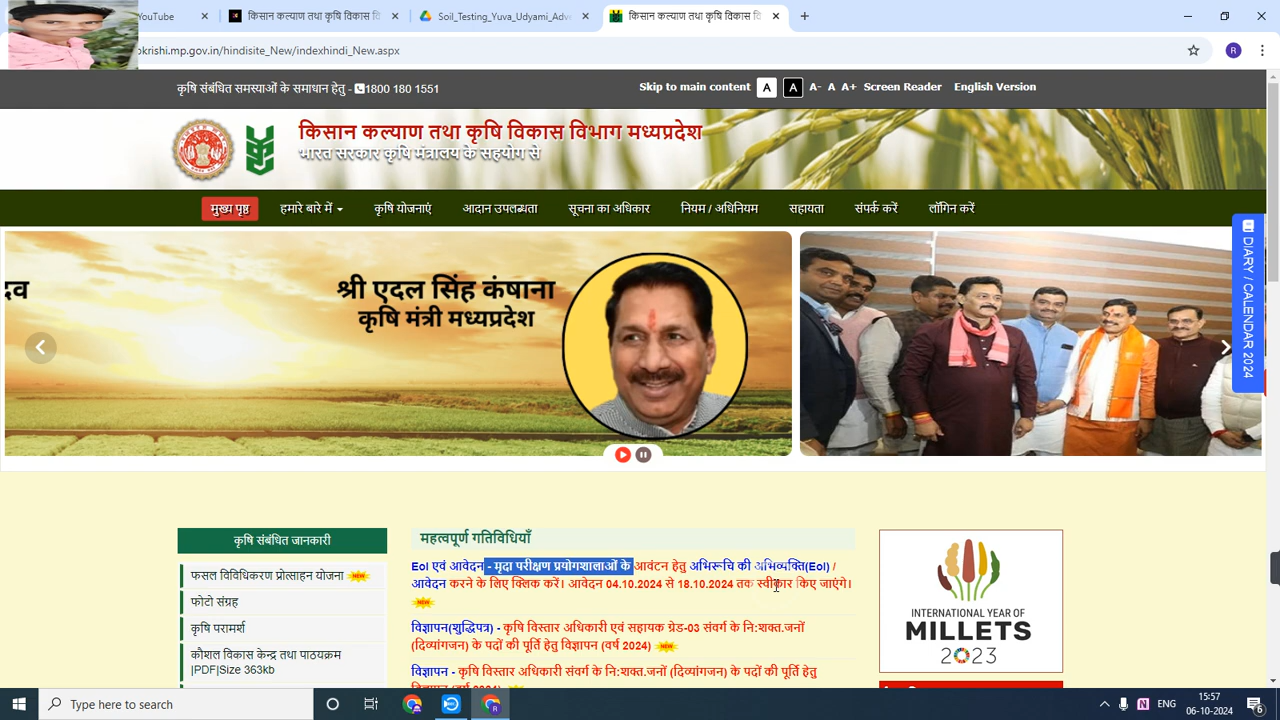 YouTube
किसान कल्याण तथा कृषि विकास वि
Soil_Testing_Yuva_Udyami_Adve
किसान कल्याण तथा कृषि विकास वि
okrishi.mp.gov.in/hindisite_New/indexhindi_New.aspx
R
कृषि संबंधित समस्याओं के समाधान हेतु - 1800 180 1551
Skip to main content A A A- A A+ Screen Reader English Version
किसान कल्याण तथा कृषि विकास विभाग मध्यप्रदेश
भारत सरकार कृषि मंत्रालय के सहयोग से
मुख्य पृष्ठ हमारे बारे में कृषि योजनाएं आदान उपलब्धता सूचना का अधिकार नियम / अधिनियम सहायता संपर्क करें लॉगिन करें
दव
श्री एदल सिंह कंषाना
कृषि मंत्री मध्यप्रदेश
DIARY / CALENDAR 2024
कृषि संबंधित जानकारी
फसल विविधिकरण प्रोत्साहन योजना NEW
फोटो संग्रह
कृषि परामर्श
कौशल विकास केन्द्र तथा पाठयक्रम
|PDF|Size 363kb
महत्वपूर्ण गतिविधियाँ
EoI एवं आवेदन - मृदा परीक्षण प्रयोगशालाओं के आवंटन हेतु अभिरूचि की अभिव्यक्ति(EoI) /
आवेदन करने के लिए क्लिक करें। आवेदन 04.10.2024 से 18.10.2024 तक स्वीकार किए जाएंगे।
NEW
विज्ञापन(शुद्धिपत्र) - कृषि विस्तार अधिकारी एवं सहायक ग्रेड-03 संवर्ग के नि:शक्त.जनों
(दिव्यांगजन) के पदों की पूर्ति हेतु विज्ञापन (वर्ष 2024) NEW
विज्ञापन - कृषि विस्तार अधिकारी संवर्ग के नि:शक्त.जनों (दिव्यांगजन) के पदों की पूर्ति हेतु
विज्ञापन (वर्ष 2024)
INTERNATIONAL YEAR OF
MILLETS
2023
Type here to search
ENG
15:57
06-10-2024
6